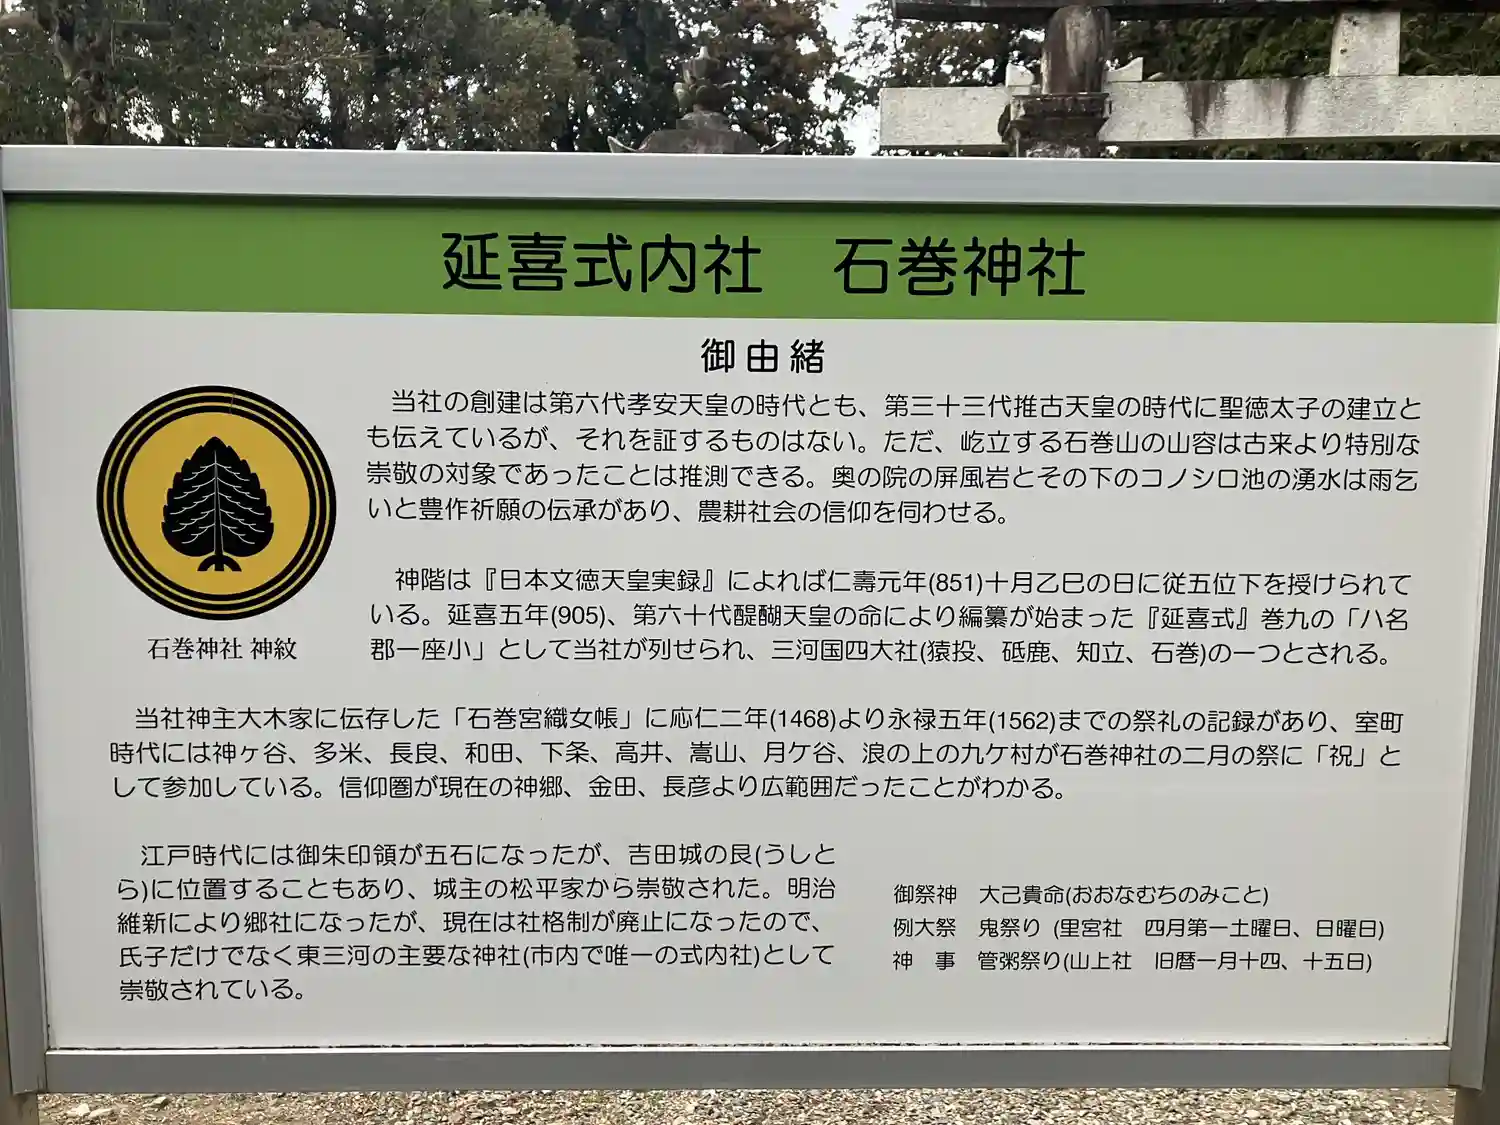 延喜式内社　石巻神社
御由緒
当社の創建は第六代孝安天皇の時代とも、第三十三代推古天皇の時代に聖徳太子の建立と
も伝えているが、それを証するものはない。ただ、屹立する石巻山の山容は古来より特別な
崇敬の対象であったことは推測できる。奥の院の屏風岩とその下のコノシロ池の湧水は雨乞
いと豊作祈願の伝承があり、農耕社会の信仰を伺わせる。
神階は『日本文徳天皇実録』によれば仁壽元年(851)十月乙巳の日に従五位下を授けられて
いる。延喜五年(905)、第六十代醍醐天皇の命により編纂が始まった『延喜式』巻九の「八名
郡一座小」として当社が列せられ、三河国四大社(猿投、砥鹿、知立、石巻)の一つとされる。
石巻神社 神紋
当社神主大木家に伝存した「石巻宮織女帳」に応仁二年(1468)より永禄五年(1562)までの祭礼の記録があり、室町
時代には神ヶ谷、多米、長良、和田、下条、高井、嵩山、月ケ谷、浪の上の九ケ村が石巻神社の二月の祭に「祝」と
して参加している。信仰圏が現在の神郷、金田、長彦より広範囲だったことがわかる。
江戸時代には御朱印領が五石になったが、吉田城の艮(うしと
ら)に位置することもあり、城主の松平家から崇敬された。明治
維新により郷社になったが、現在は社格制が廃止になったので、
氏子だけでなく東三河の主要な神社(市内で唯一の式内社)として
崇敬されている。
御祭神　大己貴命(おおなむちのみこと)
例大祭　鬼祭り (里宮社　四月第一土曜日、日曜日)
神　事　管粥祭り(山上社　旧暦一月十四、十五日)